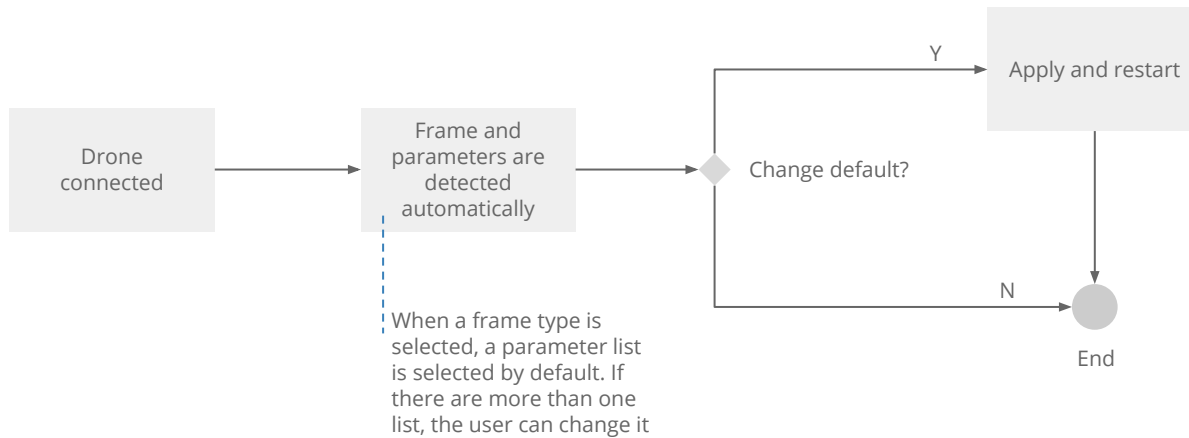 Drone
connected
Frame and
parameters are
detected
automatically
Change default?
Y
Apply and restart
N
End
When a frame type is
selected, a parameter list
is selected by default. If
there are more than one
list, the user can change it